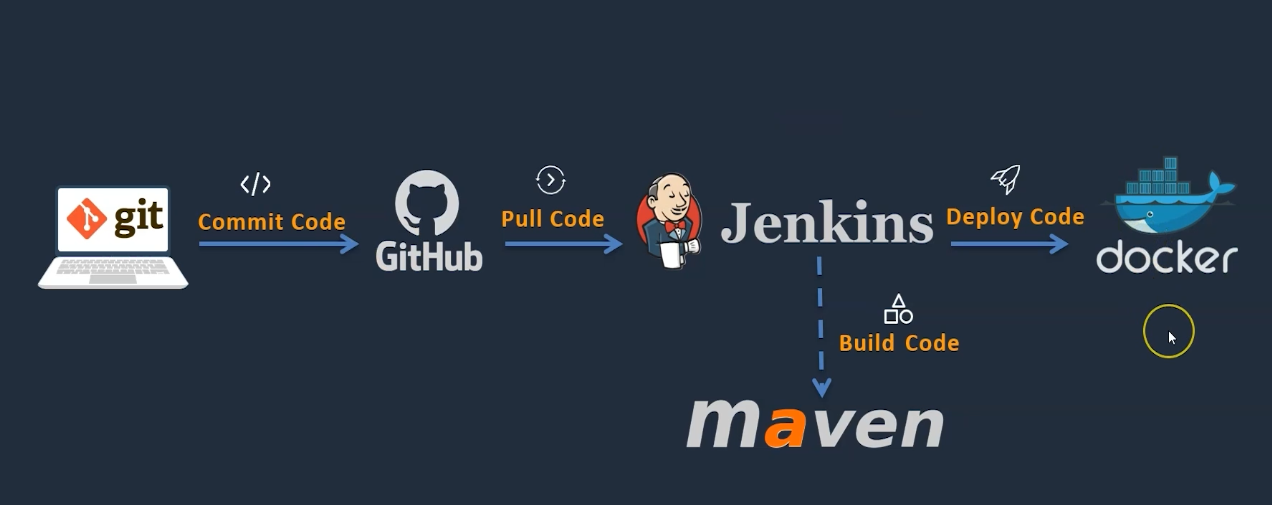 git
Commit Code
GitHub
Pull Code
Jenkins
Deploy Code
docker
Build Code
maven